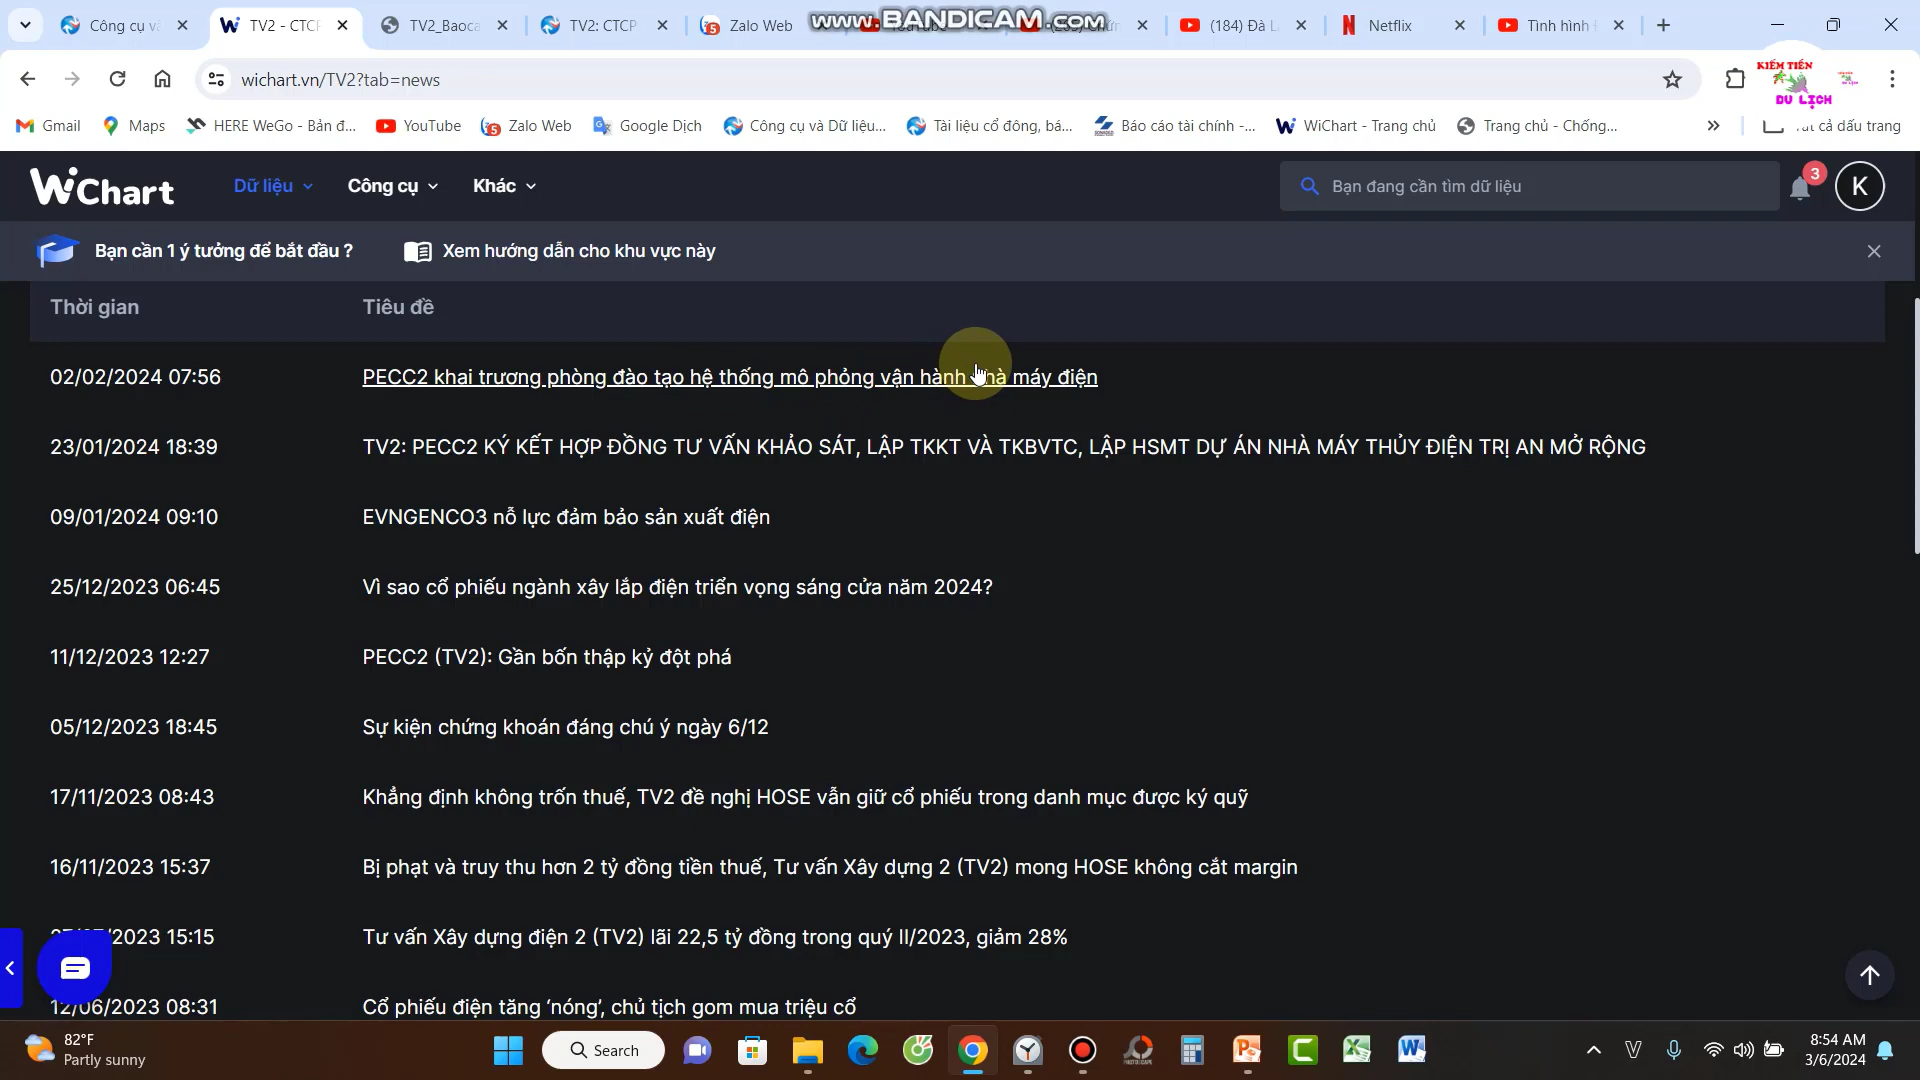 Công cụ và
TV2 - CTCP
TV2_Baoca
TV2: CTCP
Zalo Web
www.BANDICAM.COM
(184) Đà L
Netflix
Tình hình
wichart.vn/TV2?tab=news
KIẾM TIỀN
DU LỊCH
Gmail
Maps
HERE WeGo - Bản đ...
YouTube
Zalo Web
Google Dịch
Công cụ và Dữ liệu...
Tài liệu cổ đông, bá...
Báo cáo tài chính -...
WiChart - Trang chủ
Trang chủ - Chống...
cả dấu trang
WiChart
Dữ liệu
Công cụ
Khác
Bạn đang cần tìm dữ liệu
3
K
Bạn cần 1 ý tưởng để bắt đầu ?
Xem hướng dẫn cho khu vực này
Thời gian Tiêu đề
02/02/2024 07:56 PECC2 khai trương phòng đào tạo hệ thống mô phỏng vận hành máy điện
23/01/2024 18:39 TV2: PECC2 KÝ KẾT HỢP ĐỒNG TƯ VẤN KHẢO SÁT, LẬP TKKT VÀ TKBVTC, LẬP HSMT DỰ ÁN NHÀ MÁY THỦY ĐIỆN TRỊ AN MỞ RỘNG
09/01/2024 09:10 EVNGENCO3 nỗ lực đảm bảo sản xuất điện
25/12/2023 06:45 Vì sao cổ phiếu ngành xây lắp điện triển vọng sáng cửa năm 2024?
11/12/2023 12:27 PECC2 (TV2): Gần bốn thập kỷ đột phá
05/12/2023 18:45 Sự kiện chứng khoán đáng chú ý ngày 6/12
17/11/2023 08:43 Khẳng định không trốn thuế, TV2 đề nghị HOSE vẫn giữ cổ phiếu trong danh mục được ký quỹ
16/11/2023 15:37 Bị phạt và truy thu hơn 2 tỷ đồng tiền thuế, Tư vấn Xây dựng 2 (TV2) mong HOSE không cắt margin
2023 15:15 Tư vấn Xây dựng điện 2 (TV2) lãi 22,5 tỷ đồng trong quý II/2023, giảm 28%
12/06/2023 08:31 Cổ phiếu điện tăng ‘nóng’, chủ tịch gom mua triệu cổ
82°F
Partly sunny
Search
8:54 AM
3/6/2024